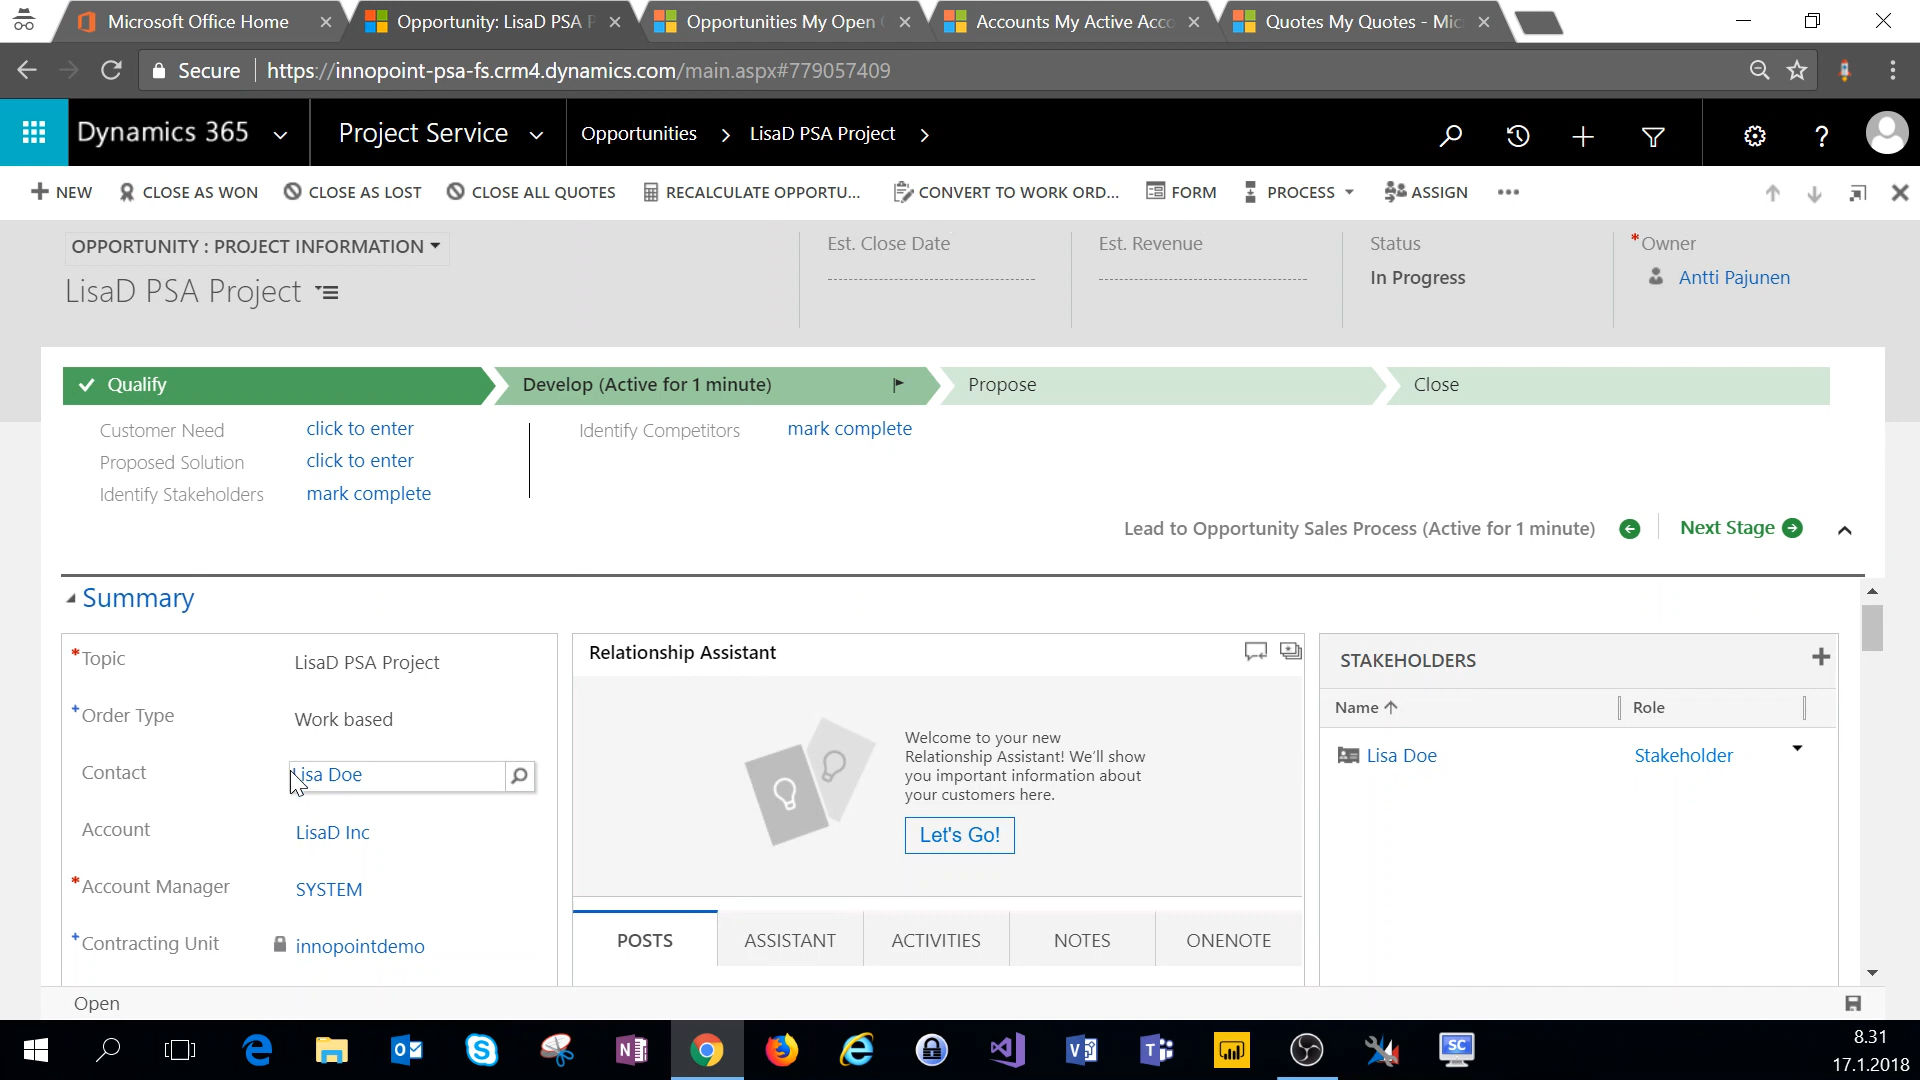 Microsoft Office Home
Opportunity: LisaD PSA P
Opportunities My Open
Accounts My Active Acco
Quotes My Quotes - Mic
Secure
https://innopoint-psa-fs.crm4.dynamics.com/main.aspx#779057409
Dynamics 365
Project Service
Opportunities > LisaD PSA Project >
?
NEW
CLOSE AS WON
CLOSE AS LOST
CLOSE ALL QUOTES
RECALCULATE OPPORTU...
CONVERT TO WORK ORD...
FORM
PROCESS
ASSIGN
OPPORTUNITY : PROJECT INFORMATION
LisaD PSA Project
Est. Close Date
Est. Revenue
Status
In Progress
*Owner
Antti Pajunen
Qualify
Develop (Active for 1 minute)
Propose
Close
Customer Need click to enter
Proposed Solution click to enter
Identify Stakeholders mark complete
Identify Competitors mark complete
Lead to Opportunity Sales Process (Active for 1 minute)
Next Stage
Summary
*Topic LisaD PSA Project
+Order Type Work based
Contact Lisa Doe
Account LisaD Inc
*Account Manager SYSTEM
+Contracting Unit innopointdemo
Relationship Assistant
Welcome to your new
Relationship Assistant! We'll show
you important information about
your customers here.
Let's Go!
POSTS
ASSISTANT
ACTIVITIES
NOTES
ONENOTE
STAKEHOLDERS
Name
Role
Lisa Doe
Stakeholder
Open
SC
8.31
17.1.2018